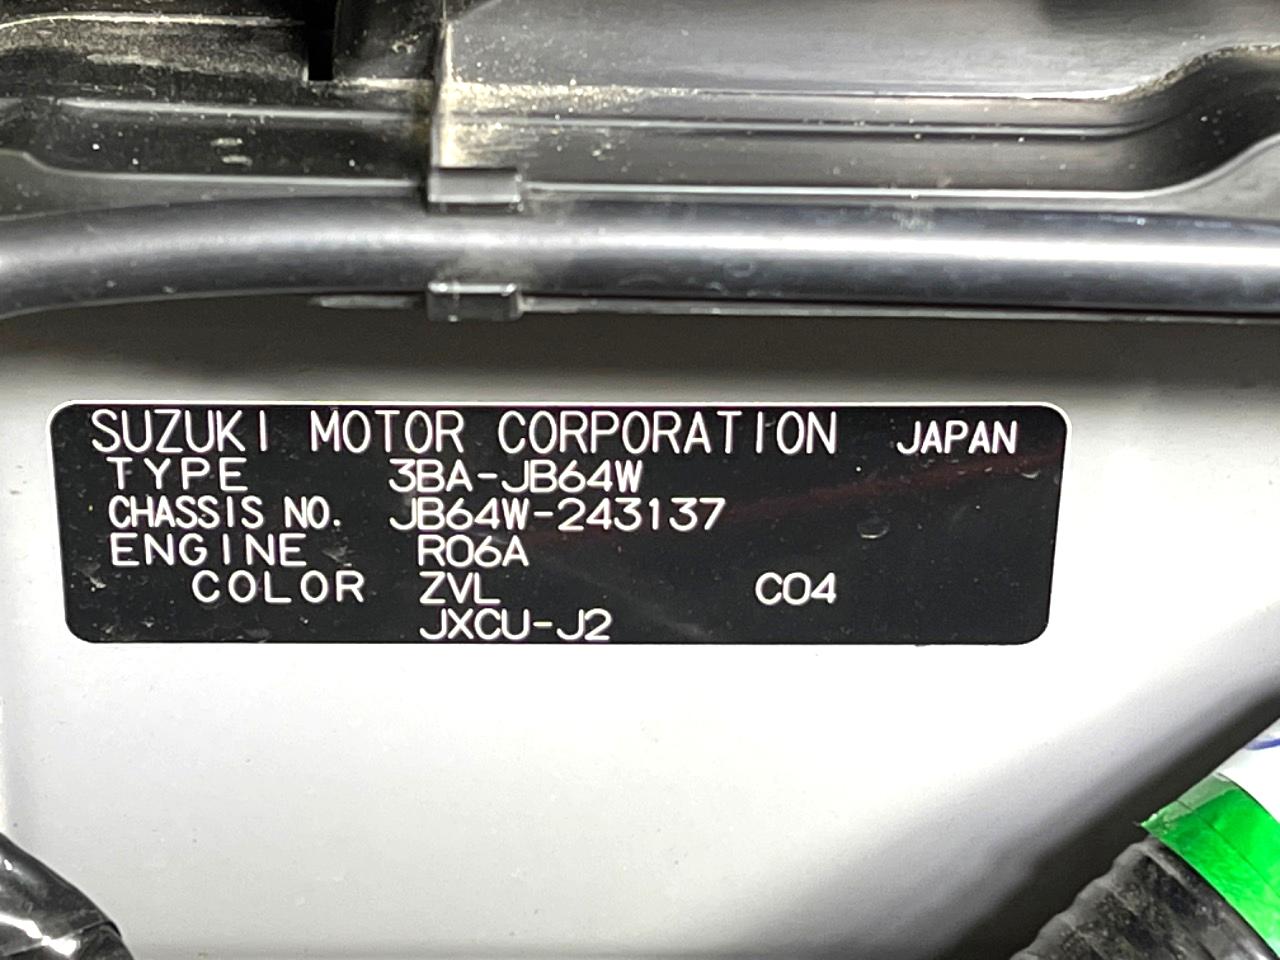 SUZUKI MOTOR CORPORATION JAPAN
TYPE 3BA-JB64W
CHASSIS NO. JB64W-243137
ENGINE R06A
COLOR ZVL C04
JXCU-J2